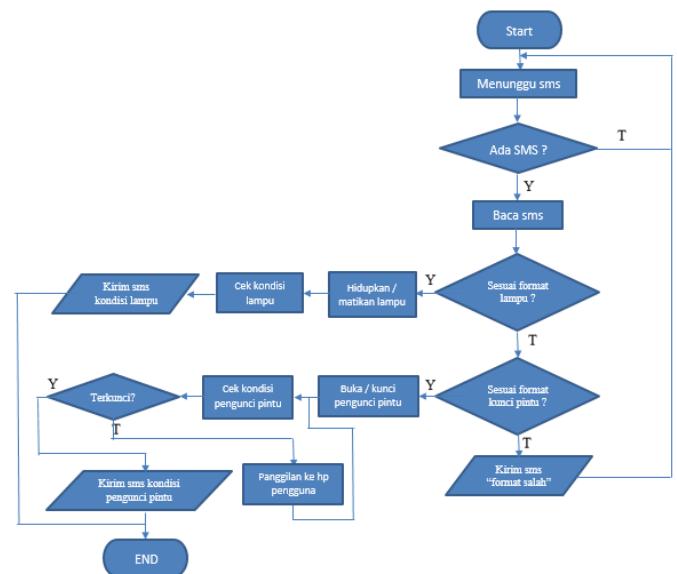 Start
Menunggu sms
Ada SMS ?
T
Y
Baca sms
Sesuai format
lampu ?
Y
Hidupkan /
matikan lampu
Cek kondisi
lampu
Kirim sms
kondisi lampu
T
Sesuai format
kunci pintu ?
Y
Buka / kunci
pengunci pintu
Cek kondisi
pengunci pintu
Terkunci?
Y
T
T
Kirim sms
"format salah"
Panggilan ke hp
pengguna
Kirim sms kondisi
pengunci pintu
END